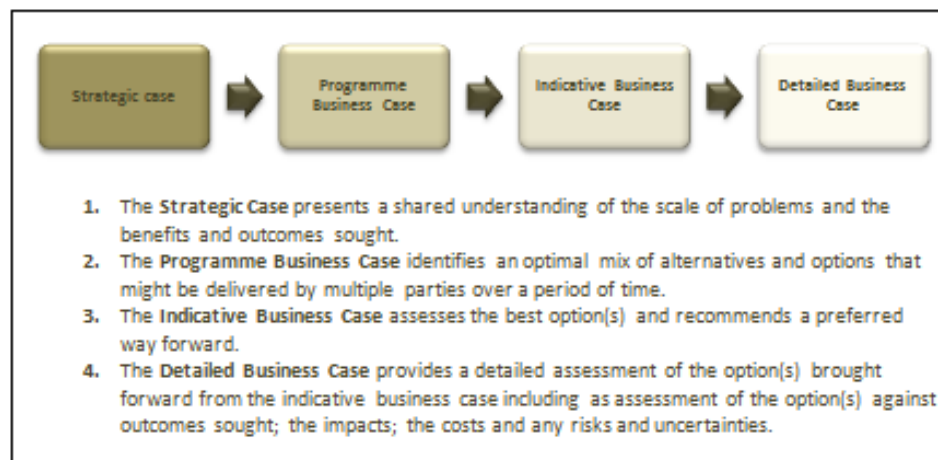 Strategic case
Programme
Business Case
Indicative Business
Case
Detailed Business
Case
1. The Strategic Case presents a shared understanding of the scale of problems and the
benefits and outcomes sought.
2. The Programme Business Case identifies an optimal mix of alternatives and options that
might be delivered by multiple parties over a period of time.
3. The Indicative Business Case assesses the best option(s) and recommends a preferred
way forward.
4. The Detailed Business Case provides a detailed assessment of the option(s) brought
forward from the indicative business case including as assessment of the option(s) against
outcomes sought; the impacts; the costs and any risks and uncertainties.